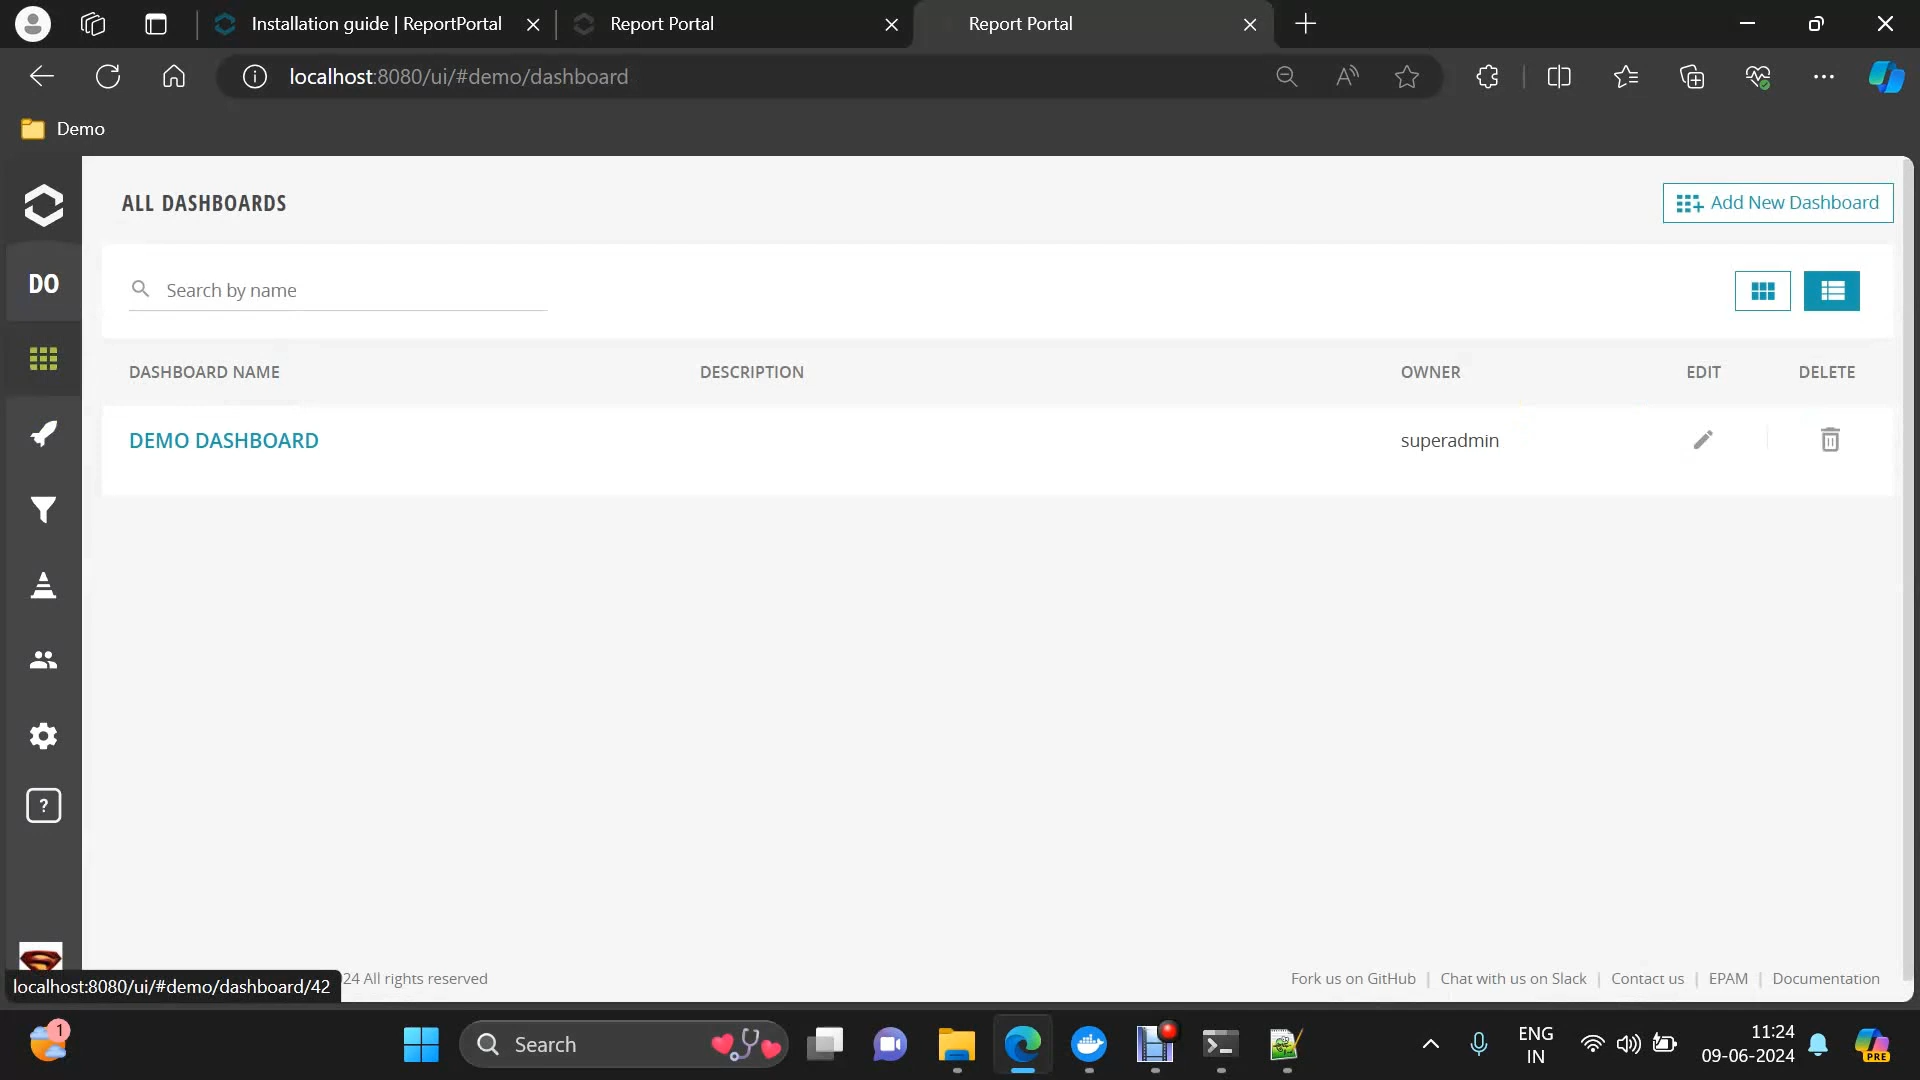 Installation guide | ReportPortal
Report Portal
Report Portal
localhost:8080/ui/#demo/dashboard
Demo
ALL DASHBOARDS
Add New Dashboard
DO
Search by name
DASHBOARD NAME
DESCRIPTION
OWNER
EDIT
DELETE
DEMO DASHBOARD
superadmin
?
localhost:8080/ui/#demo/dashboard/42
24 All rights reserved
Fork us on GitHub | Chat with us on Slack | Contact us | EPAM | Documentation
1
Search
ENG
IN
11:24
09-06-2024
PRE